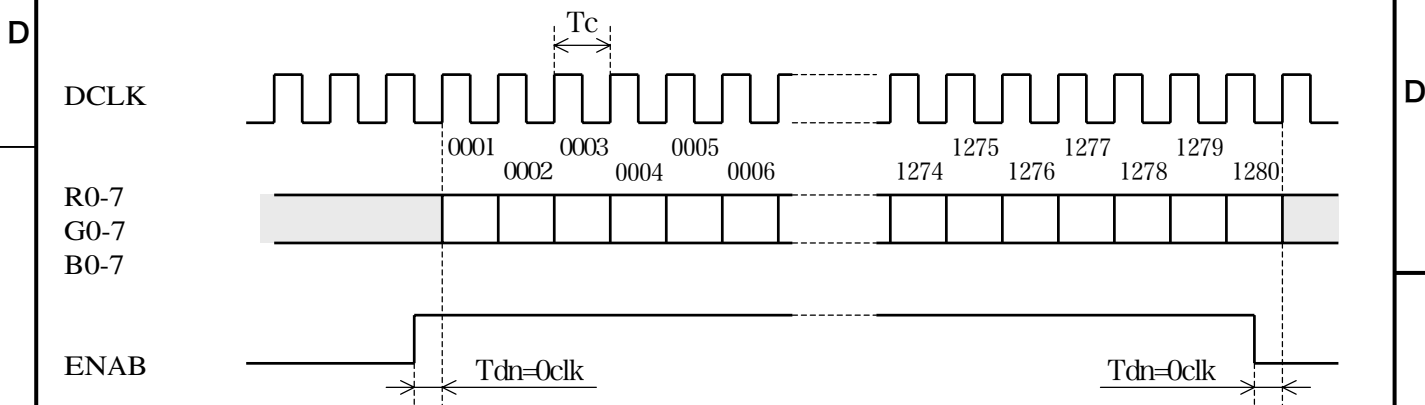 D
Tc
DCLK
D
0001 0003 0005 1275 1277 1279
0002 0004 0006 1274 1276 1278 1280
R0-7
G0-7
B0-7
ENAB
Tdn=0clk Tdn=0clk